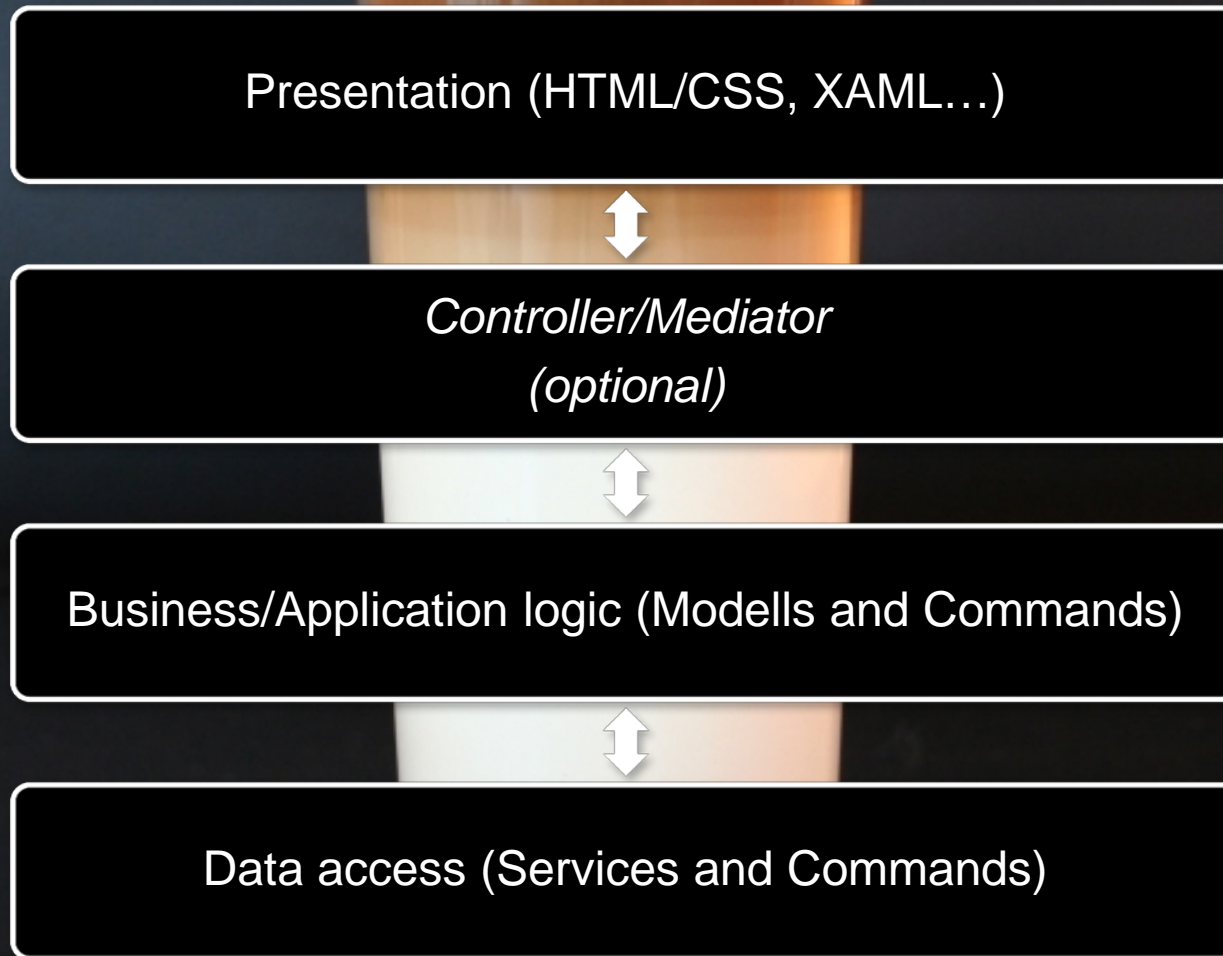 Presentation (HTML/CSS, XAML…)
Controller/Mediator
(optional)
Business/Application logic (Modells and Commands)
Data access (Services and Commands)